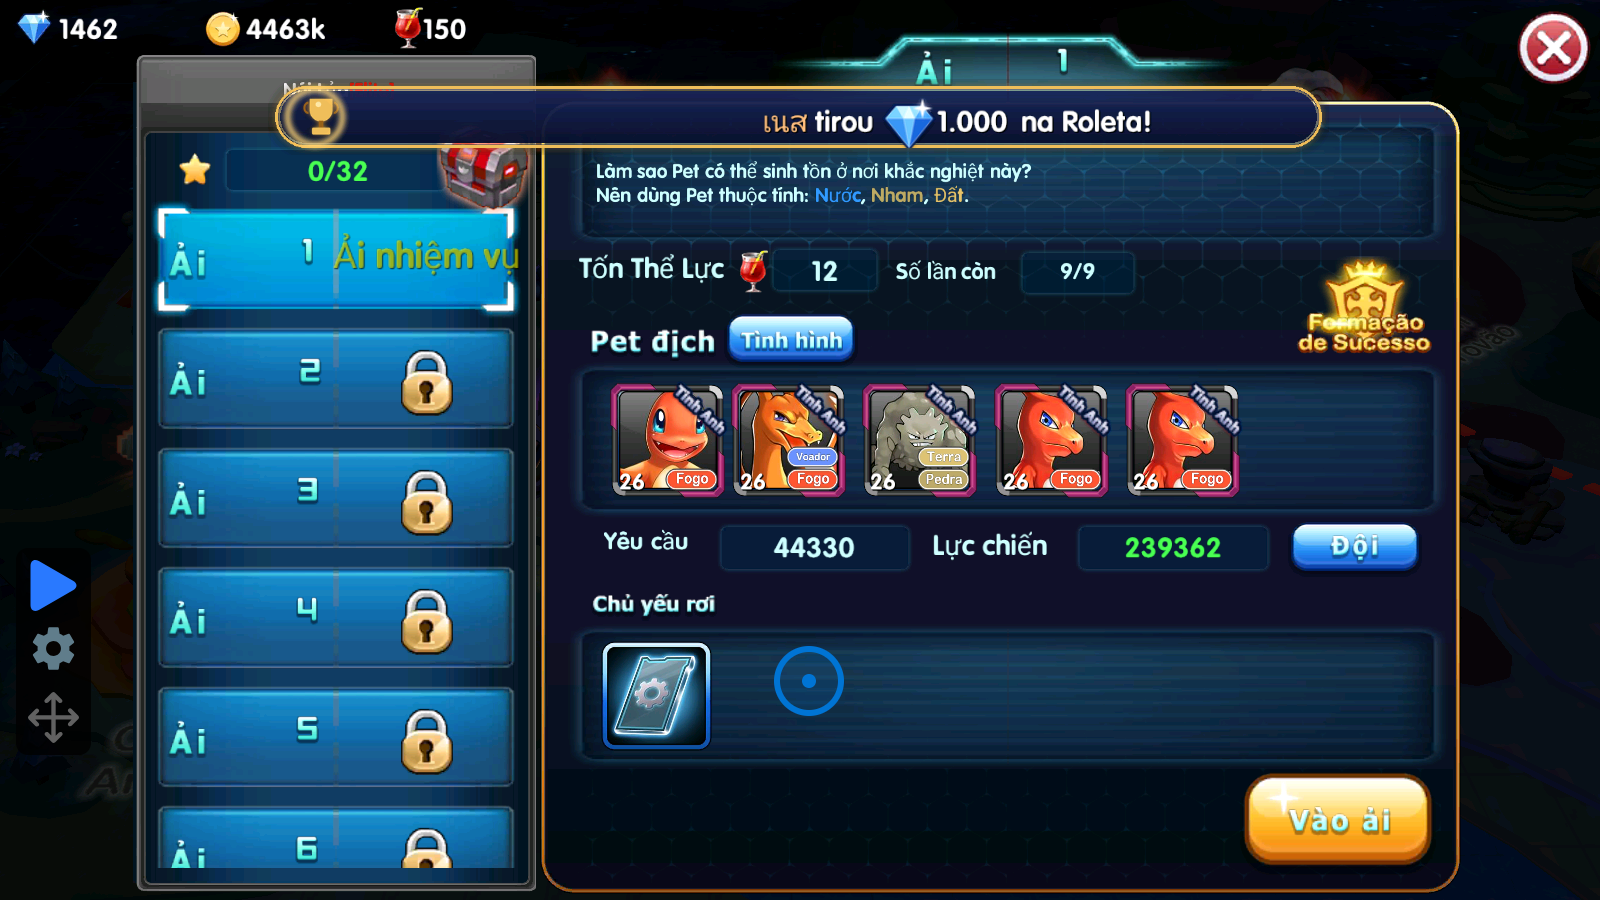 1462
4463k
150
Ải 1
เนส tirou 1.000 na Roleta!
0/32
Ải 1 Ải nhiệm vụ
Ải 2
Ải 3
Ải 4
Ải 5
Ải 6
Làm sao Pet có thể sinh tồn ở nơi khắc nghiệt này?
Nên dùng Pet thuộc tính: Nước, Nham, Đất.
Tốn Thể Lực 12 Số lần còn 9/9
Formação
de Sucesso
Pet địch Tình hình
Tinh Anh 26 Fogo
Tinh Anh Voador 26 Fogo
Tinh Anh Terra 26 Pedra
Tinh Anh 26 Fogo
Tinh Anh 26 Fogo
Yêu cầu 44330 Lực chiến 239362 Đội
Chủ yếu rơi
Vào ải